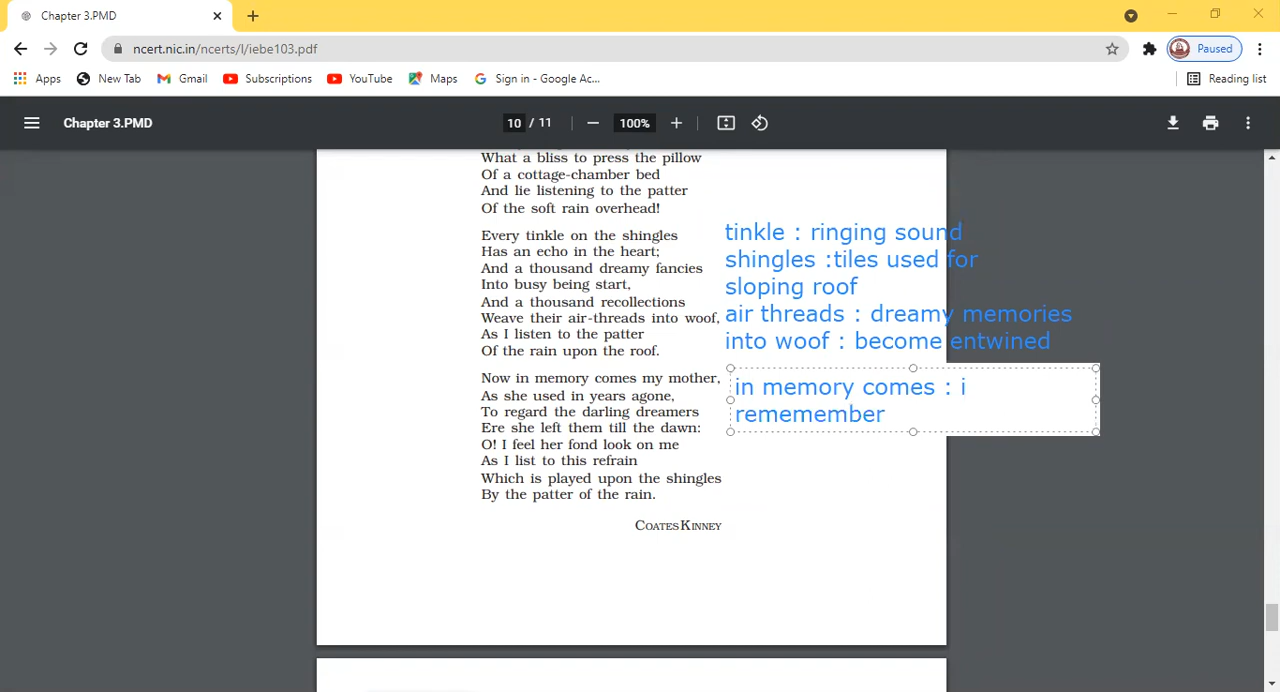 Chapter 3.PMD
ncert.nic.in/ncerts/l/iebe103.pdf
Paused
Apps New Tab Gmail Subscriptions YouTube Maps Sign in - Google Ac...
Reading list
Chapter 3.PMD
10 / 11
100%
What a bliss to press the pillow
Of a cottage-chamber bed
And lie listening to the patter
Of the soft rain overhead!
Every tinkle on the shingles
Has an echo in the heart;
And a thousand dreamy fancies
Into busy being start,
And a thousand recollections
Weave their air-threads into woof,
As I listen to the patter
Of the rain upon the roof.
Now in memory comes my mother,
As she used in years agone,
To regard the darling dreamers
Ere she left them till the dawn:
O! I feel her fond look on me
As I list to this refrain
Which is played upon the shingles
By the patter of the rain.
COATES KINNEY
tinkle : ringing sound
shingles :tiles used for
sloping roof
air threads : dreamy memories
into woof : become entwined
in memory comes : i
rememember